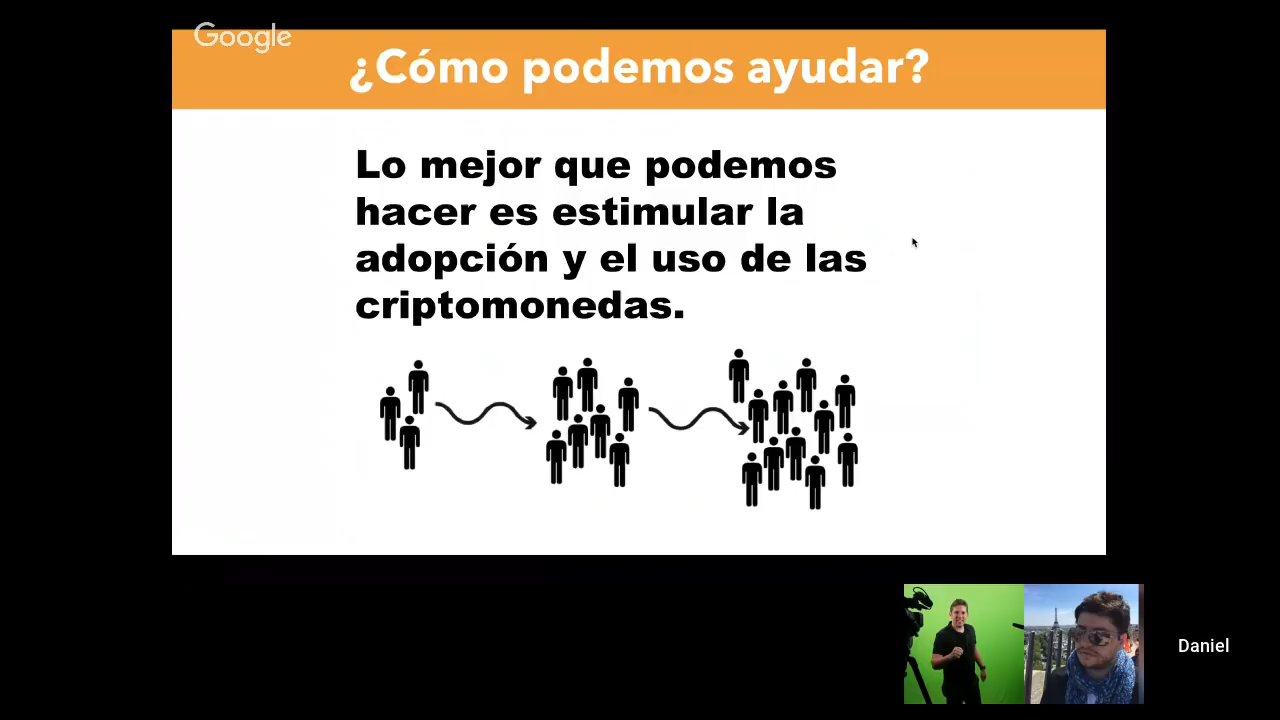 Google
¿Cómo podemos ayudar?
Lo mejor que podemos
hacer es estimular la
adopción y el uso de las
criptomonedas.
Daniel